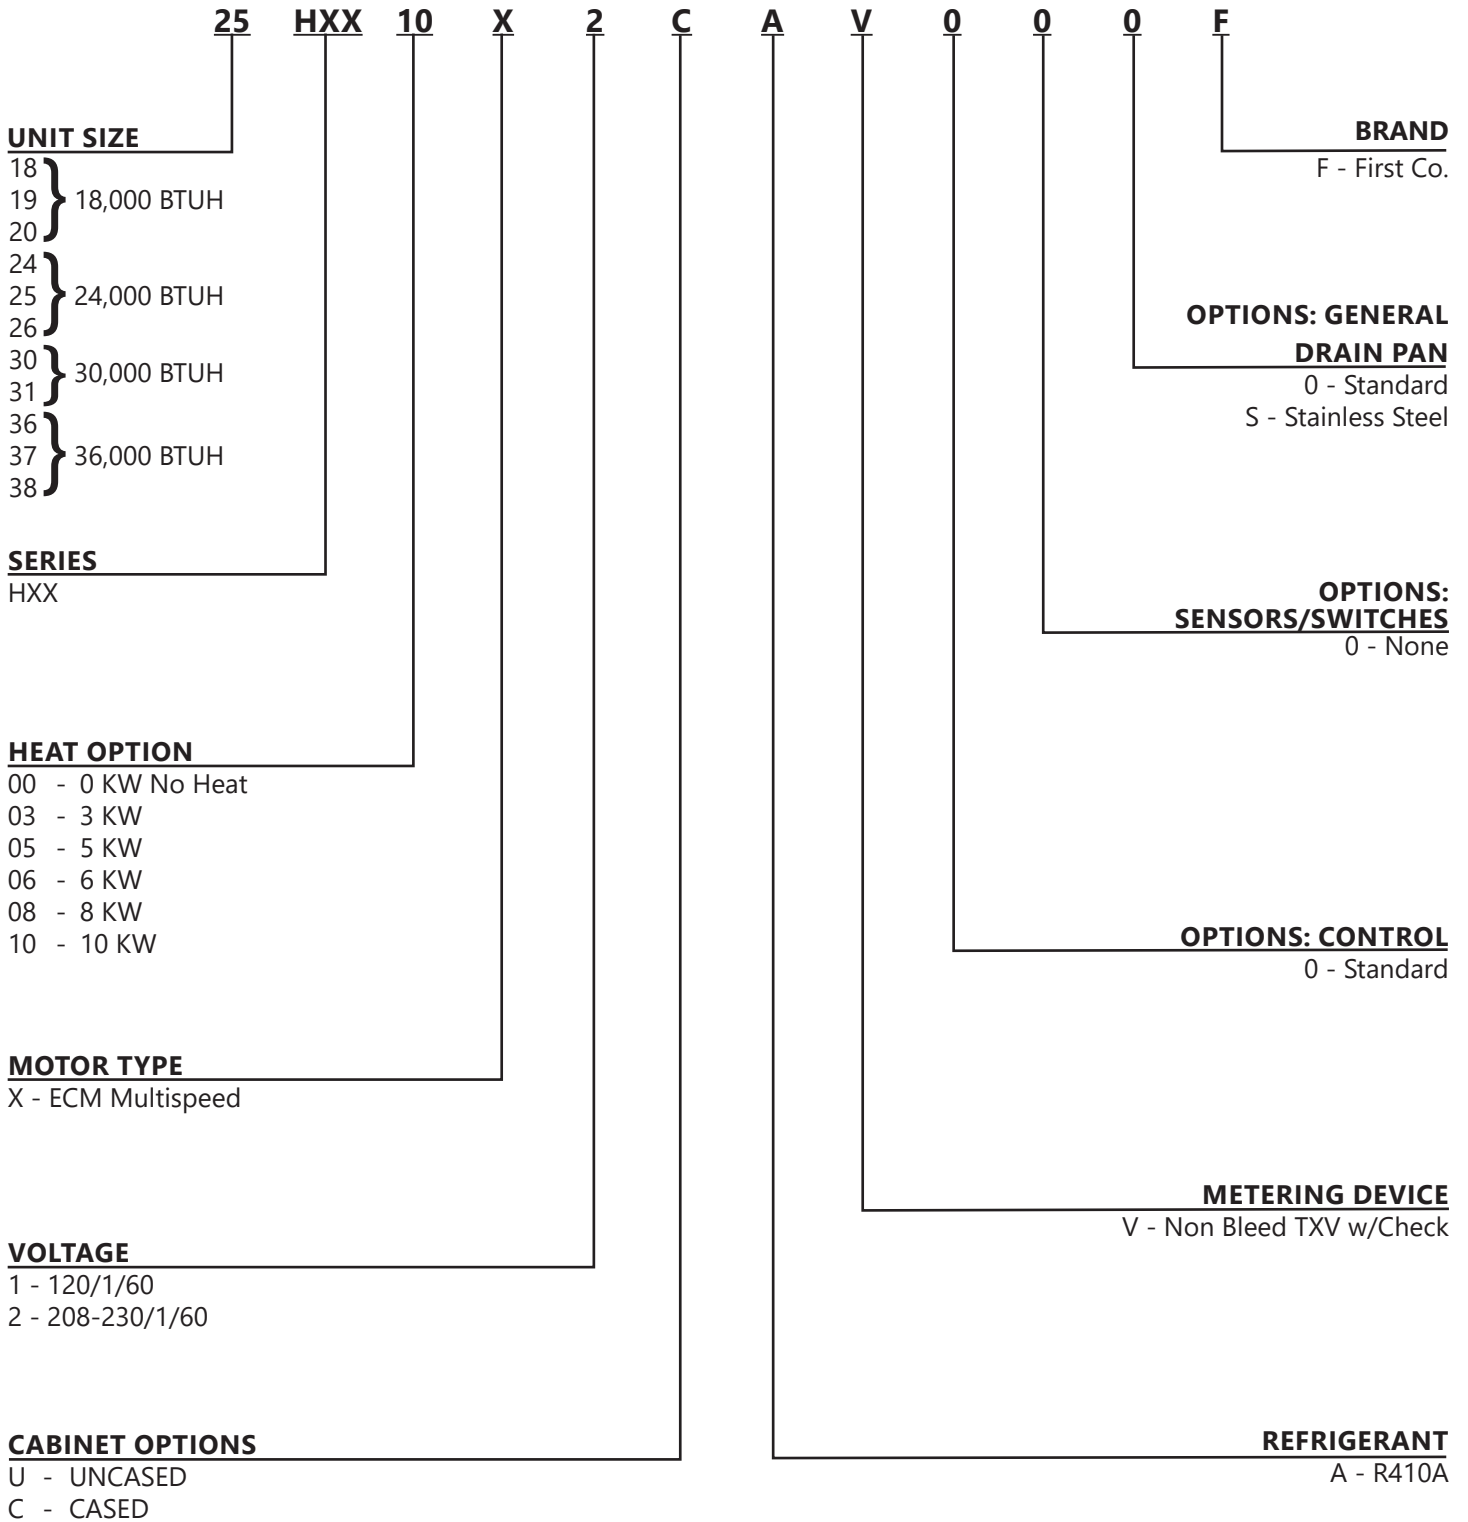 25 HXX 10 X 2 C A V 0 0 0 F
UNIT SIZE
18
19 } 18,000 BTUH
20
24
25 } 24,000 BTUH
26
30
31 } 30,000 BTUH
36
37 } 36,000 BTUH
38
SERIES
HXX
HEAT OPTION
00 - 0 KW No Heat
03 - 3 KW
05 - 5 KW
06 - 6 KW
08 - 8 KW
10 - 10 KW
MOTOR TYPE
X - ECM Multispeed
VOLTAGE
1 - 120/1/60
2 - 208-230/1/60
CABINET OPTIONS
U - UNCASED
C - CASED
BRAND
F - First Co.
OPTIONS: GENERAL
DRAIN PAN
0 - Standard
S - Stainless Steel
OPTIONS:
SENSORS/SWITCHES
0 - None
OPTIONS: CONTROL
0 - Standard
METERING DEVICE
V - Non Bleed TXV w/Check
REFRIGERANT
A - R410A